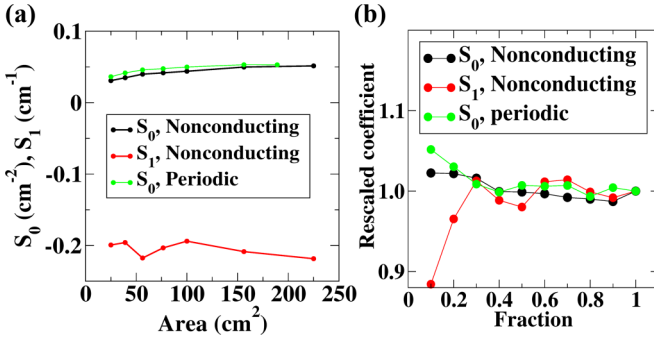 (a)
0.1
0
-0.1
-0.2
0 50 100 150 200 250
S0 (cm-2), S1 (cm-1)
Area (cm2)
S0, Nonconducting
S1, Nonconducting
S0, Periodic
(b)
1.1
1.0
0.9
0 0.2 0.4 0.6 0.8 1
Rescaled coefficient
Fraction
S0, Nonconducting
S1, Nonconducting
S0, periodic